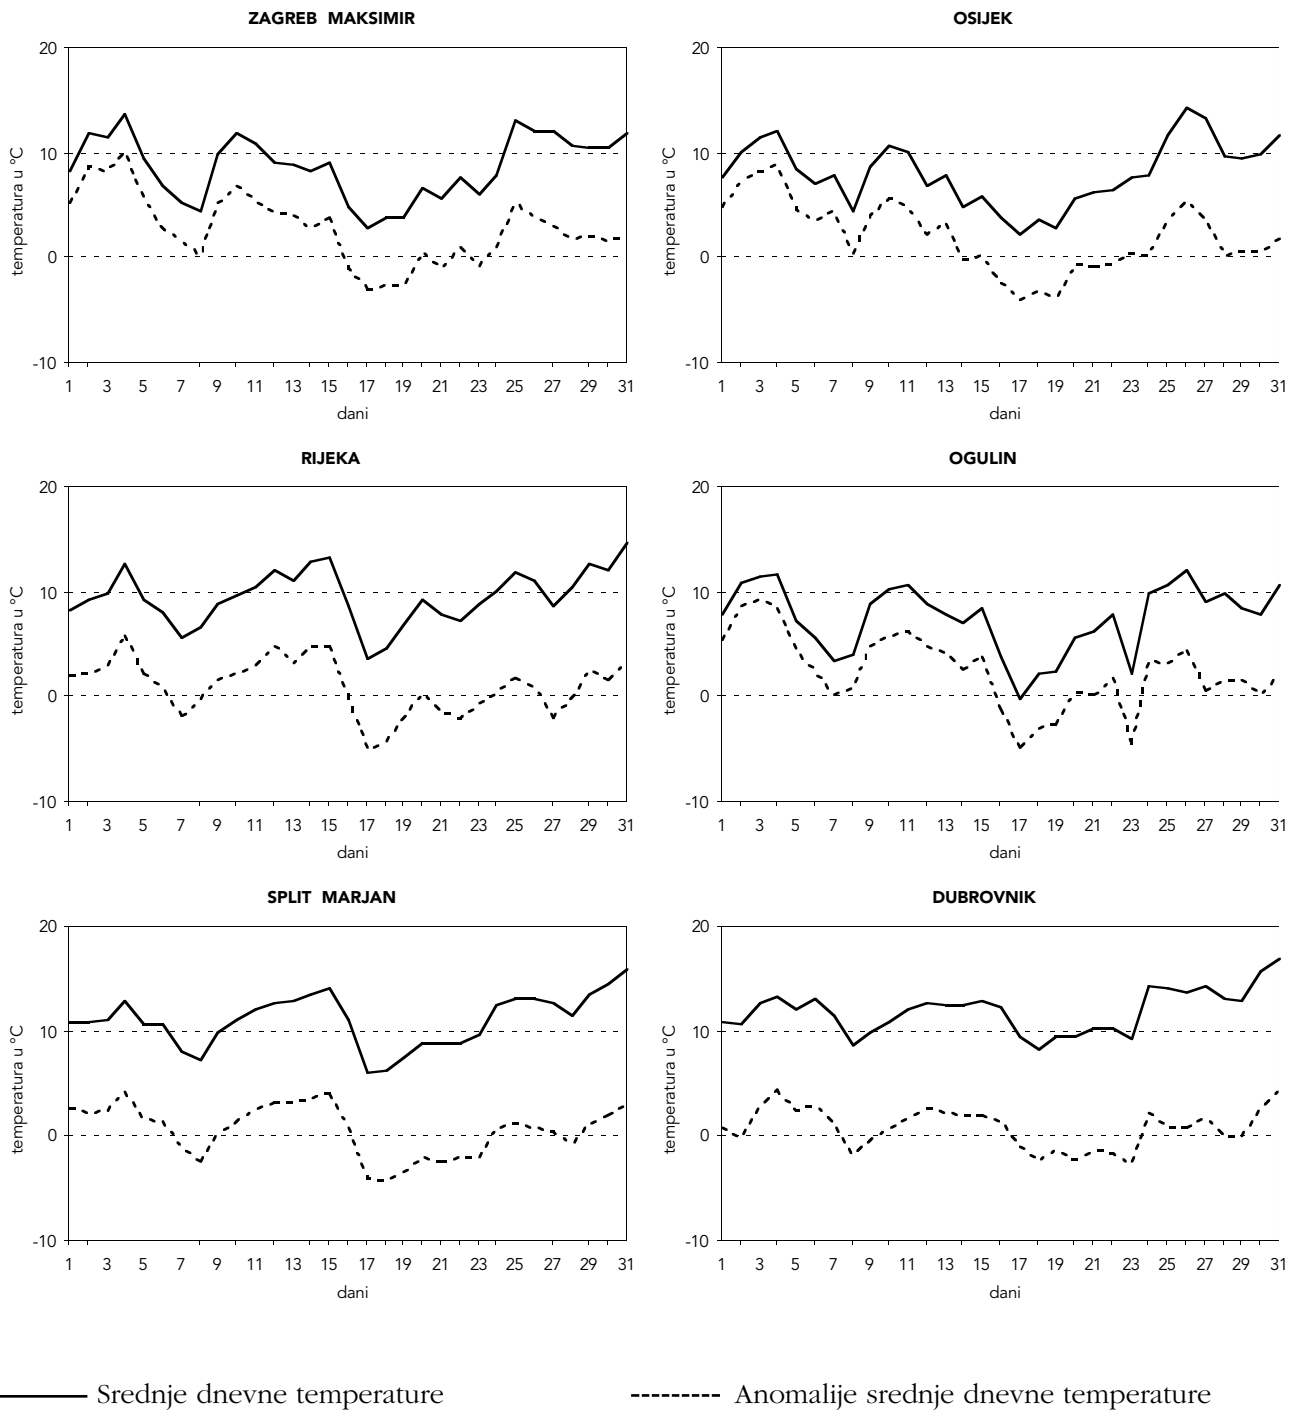 ZAGREB MAKSIMIR
20
10
0
-10
temperatura u °C
1 3 5 7 9 11 13 15 17 19 21 23 25 27 29 31
dani
OSIJEK
20
10
0
-10
temperatura u °C
1 3 5 7 9 11 13 15 17 19 21 23 25 27 29 31
dani
RIJEKA
20
10
0
-10
temperatura u °C
1 3 5 7 9 11 13 15 17 19 21 23 25 27 29 31
dani
OGULIN
20
10
0
-10
temperatura u °C
1 3 5 7 9 11 13 15 17 19 21 23 25 27 29 31
dani
SPLIT MARJAN
20
10
0
-10
temperatura u °C
1 3 5 7 9 11 13 15 17 19 21 23 25 27 29 31
dani
DUBROVNIK
20
10
0
-10
temperatura u °C
1 3 5 7 9 11 13 15 17 19 21 23 25 27 29 31
dani
Srednje dnevne temperature
Anomalije srednje dnevne temperature